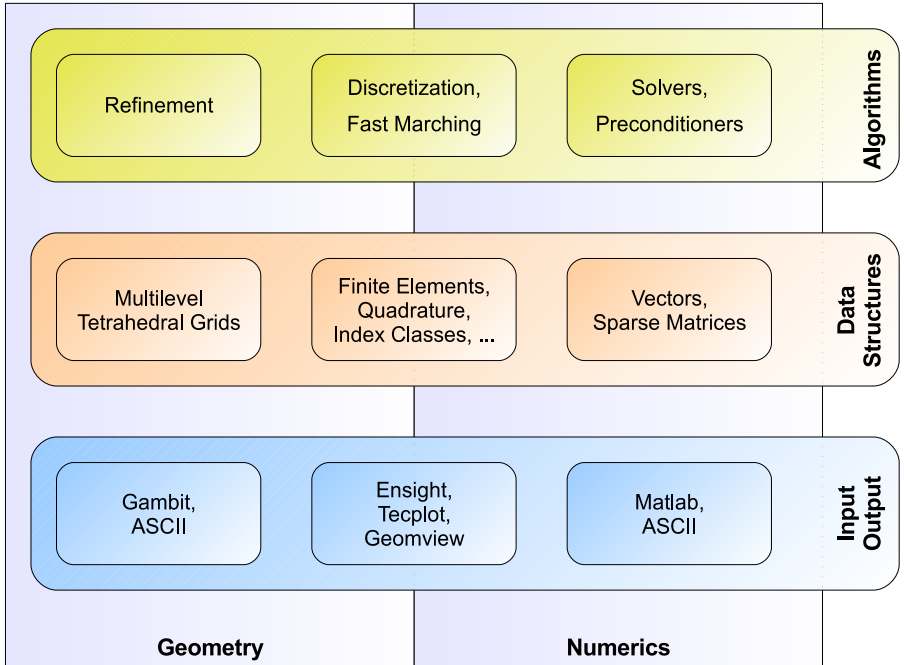 Refinement
Discretization,
Fast Marching
Solvers,
Preconditioners
Algorithms
Multilevel
Tetrahedral Grids
Finite Elements,
Quadrature,
Index Classes, ...
Vectors,
Sparse Matrices
Data
Structures
Gambit,
ASCII
Ensight,
Tecplot,
Geomview
Matlab,
ASCII
Input
Output
Geometry
Numerics